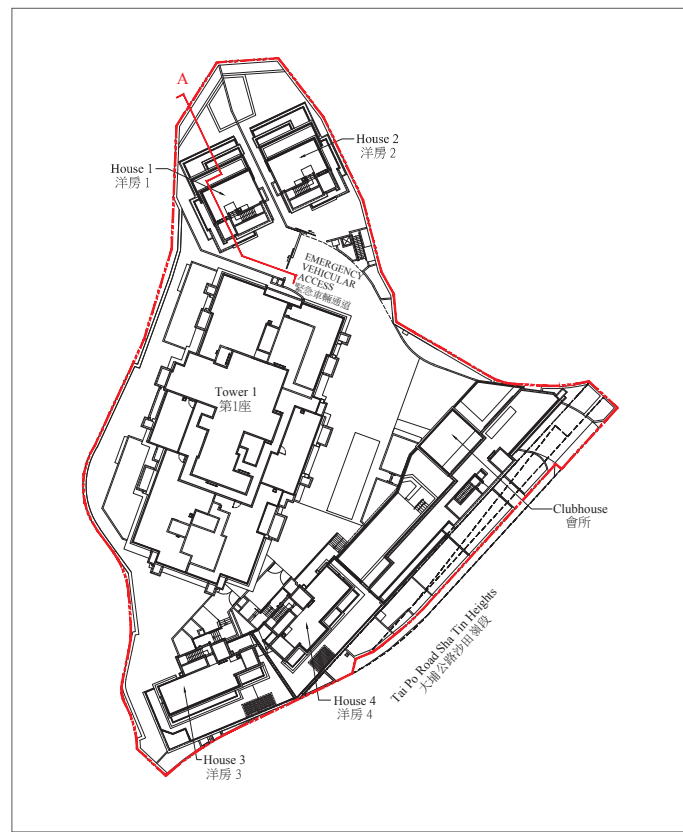 A
House 2
洋房 2
House 1
洋房 1
EMERGENCY
VEHICULAR
ACCESS
緊急車輛通道
Tower 1
第1座
Clubhouse
會所
Tai Po Road Sha Tin Heights
大埔公路沙田嶺段
House 4
洋房 4
House 3
洋房 3